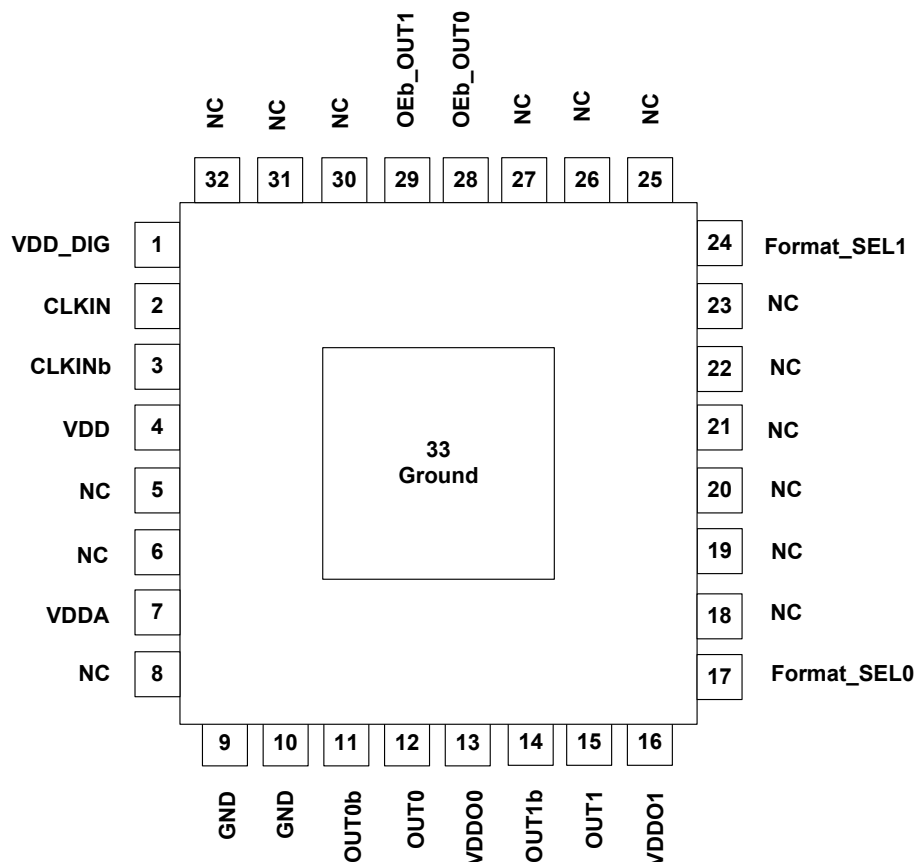 NC
NC
NC
OEb_OUT1
OEb_OUT0
NC
NC
NC
32
31
30
29
28
27
26
25
VDD_DIG 1
24 Format_SEL1
CLKIN 2
23 NC
CLKINb 3
22 NC
VDD 4
21 NC
33
Ground
NC 5
20 NC
NC 6
19 NC
VDDA 7
18 NC
NC 8
17 Format_SEL0
9
10
11
12
13
14
15
16
GND
GND
OUT0b
OUT0
VDDO0
OUT1b
OUT1
VDDO1